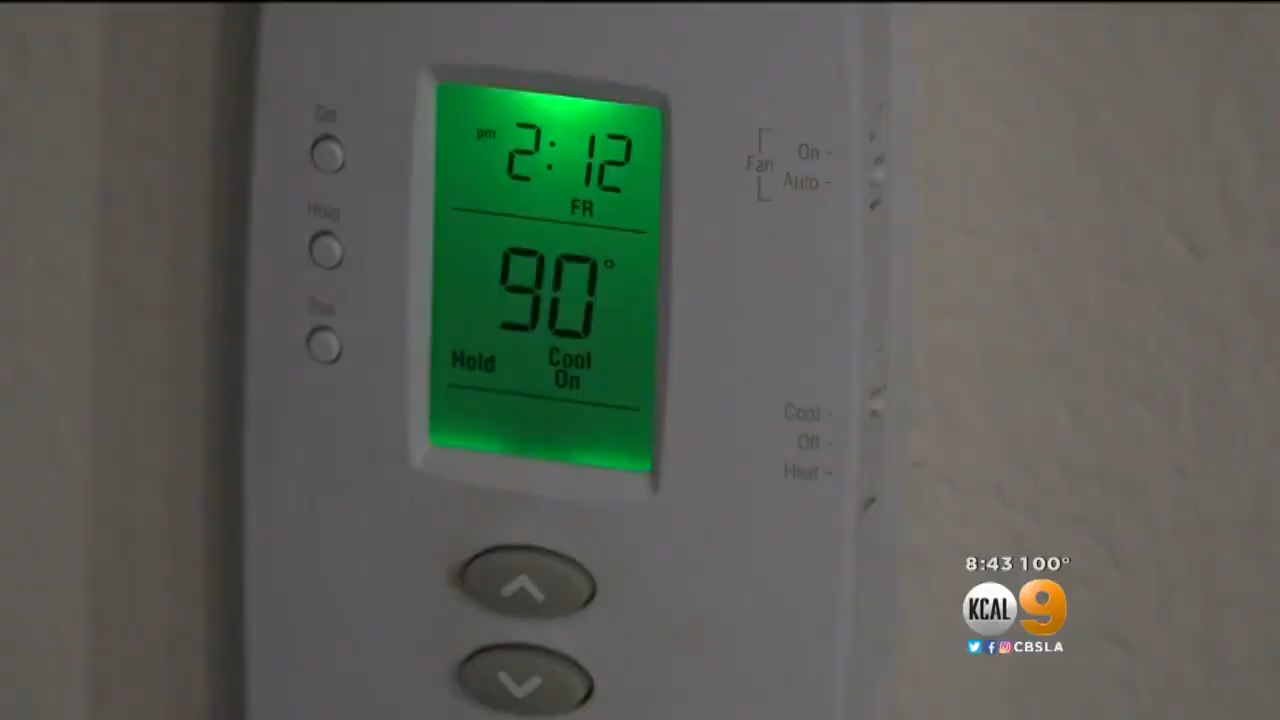 pm 2:12
FR
90°
Hold
Cool
On
Hold
Fan
On -
Auto -
Cool -
Off -
Heat -
8:43 100°
KCAL 9
CBSLA